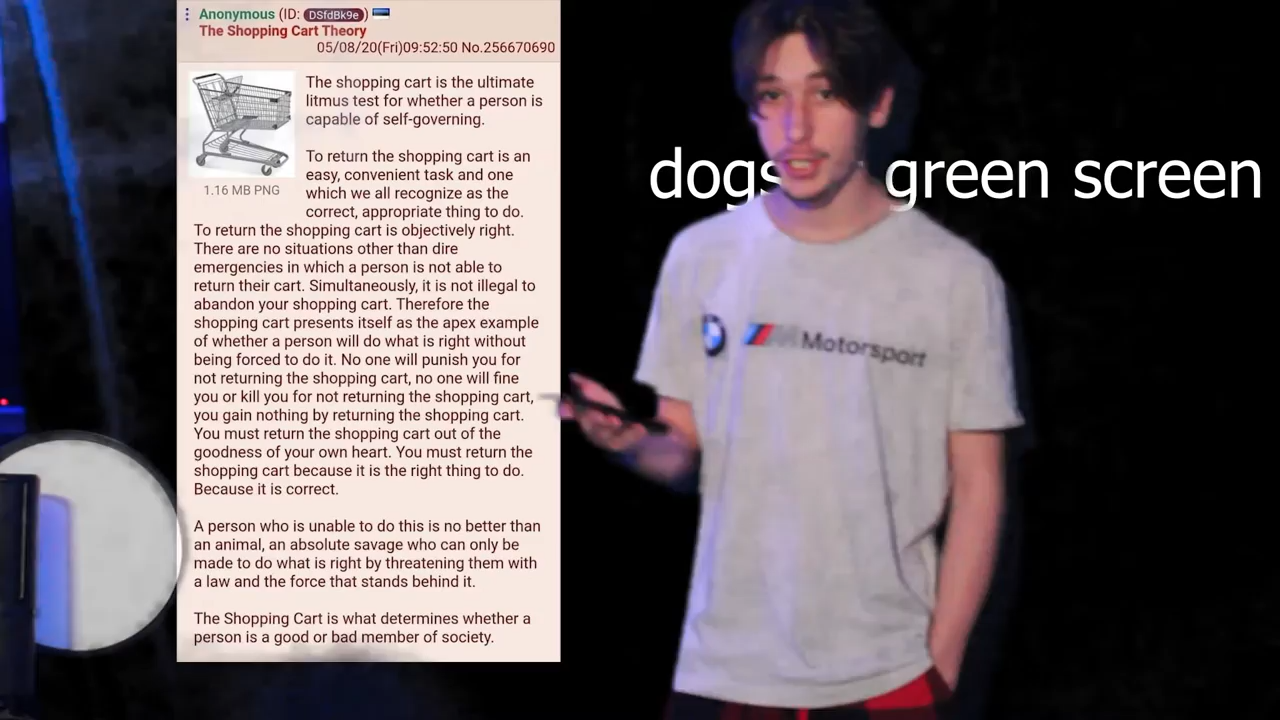 Anonymous (ID: DSfdBk9e)
The Shopping Cart Theory
05/08/20(Fri)09:52:50 No.256670690
The shopping cart is the ultimate
litmus test for whether a person is
capable of self-governing.
To return the shopping cart is an
easy, convenient task and one
which we all recognize as the
correct, appropriate thing to do.
1.16 MB PNG
To return the shopping cart is objectively right.
There are no situations other than dire
emergencies in which a person is not able to
return their cart. Simultaneously, it is not illegal to
abandon your shopping cart. Therefore the
shopping cart presents itself as the apex example
of whether a person will do what is right without
being forced to do it. No one will punish you for
not returning the shopping cart, no one will fine
you or kill you for not returning the shopping cart,
you gain nothing by returning the shopping cart.
You must return the shopping cart out of the
goodness of your own heart. You must return the
shopping cart because it is the right thing to do.
Because it is correct.
A person who is unable to do this is no better than
an animal, an absolute savage who can only be
made to do what is right by threatening them with
a law and the force that stands behind it.
The Shopping Cart is what determines whether a
person is a good or bad member of society.
green screen
M Motorsport